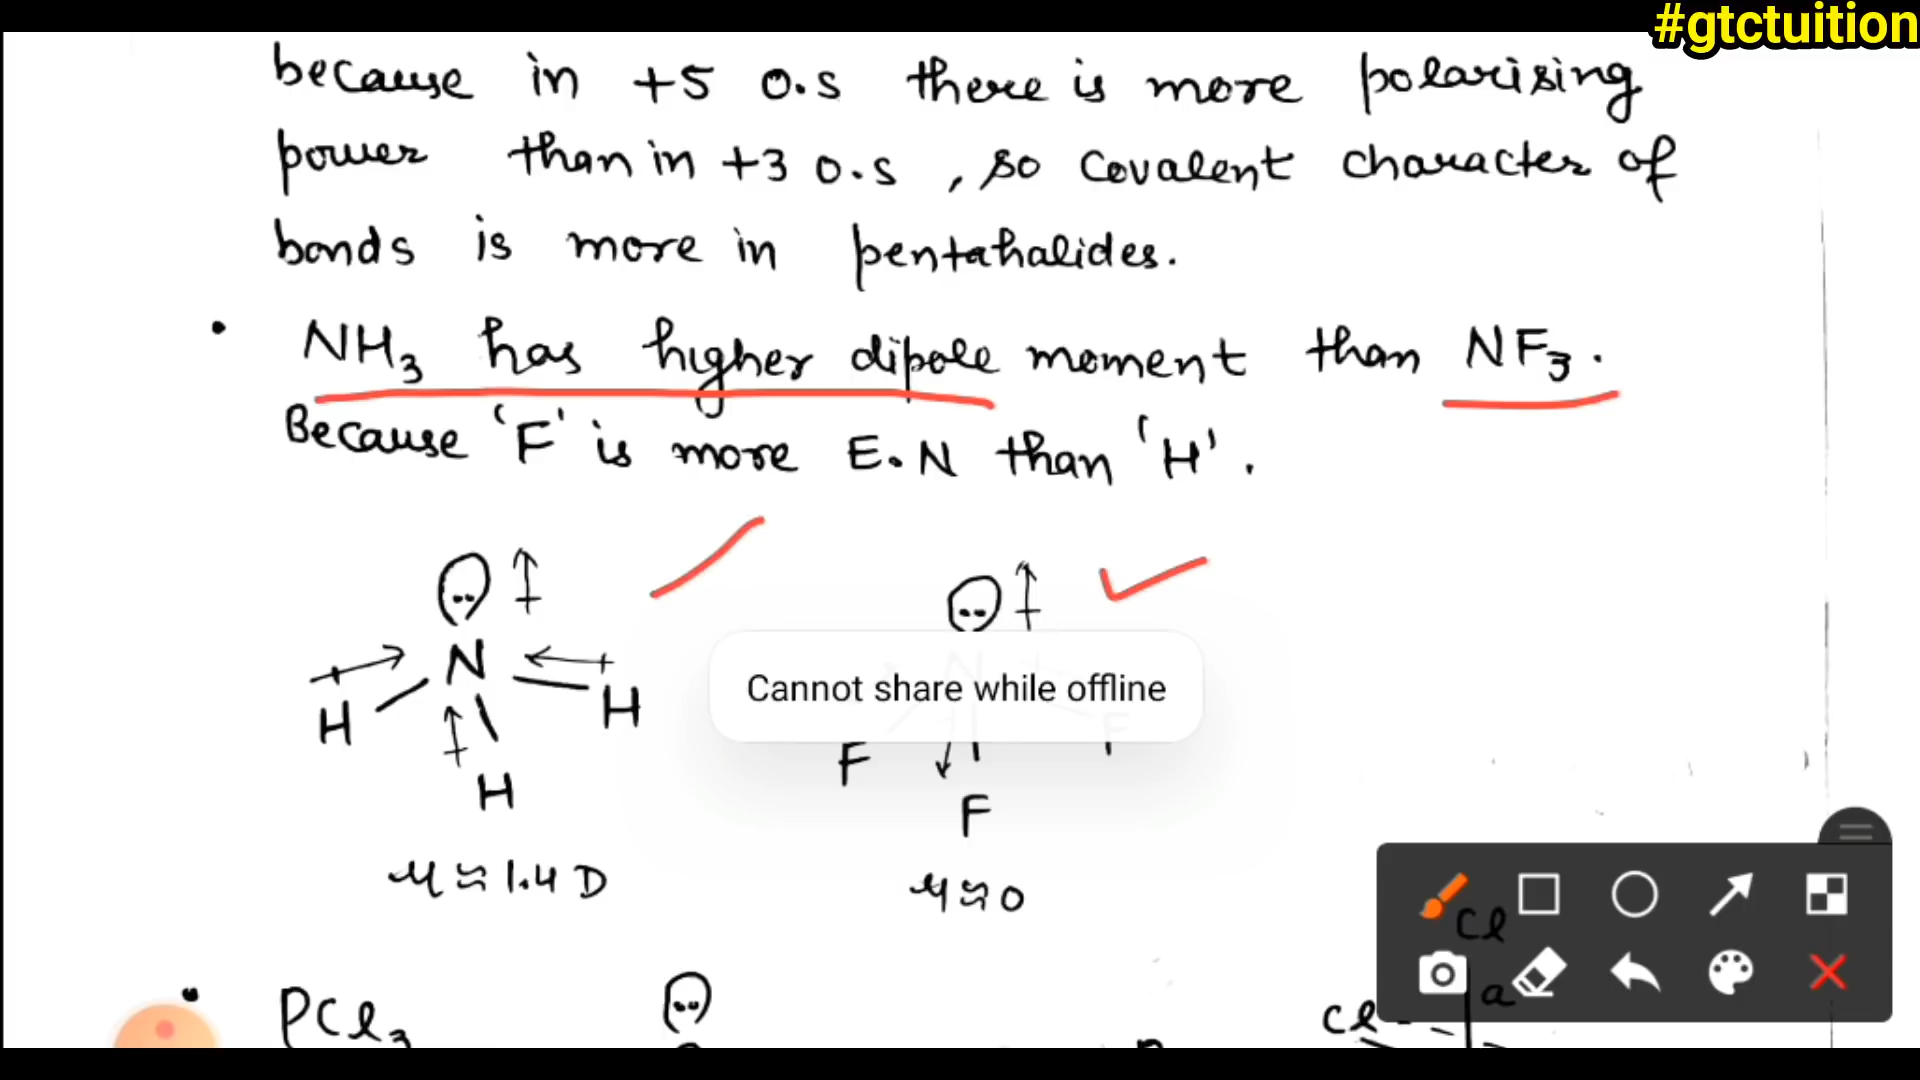 #gtctuition
because in +5 O.S there is more polarising
power than in +3 O.S, so covalent character of
bonds is more in pentahalides.
• NH₃ has higher dipole moment than NF₃.
Because 'F' is more E.N than 'H'.
N
H
H
H
Cannot share while offline
F
F
F
μ ≈ 1.4 D
μ ≈ 0
Cl
a
• PCl₃
Cl